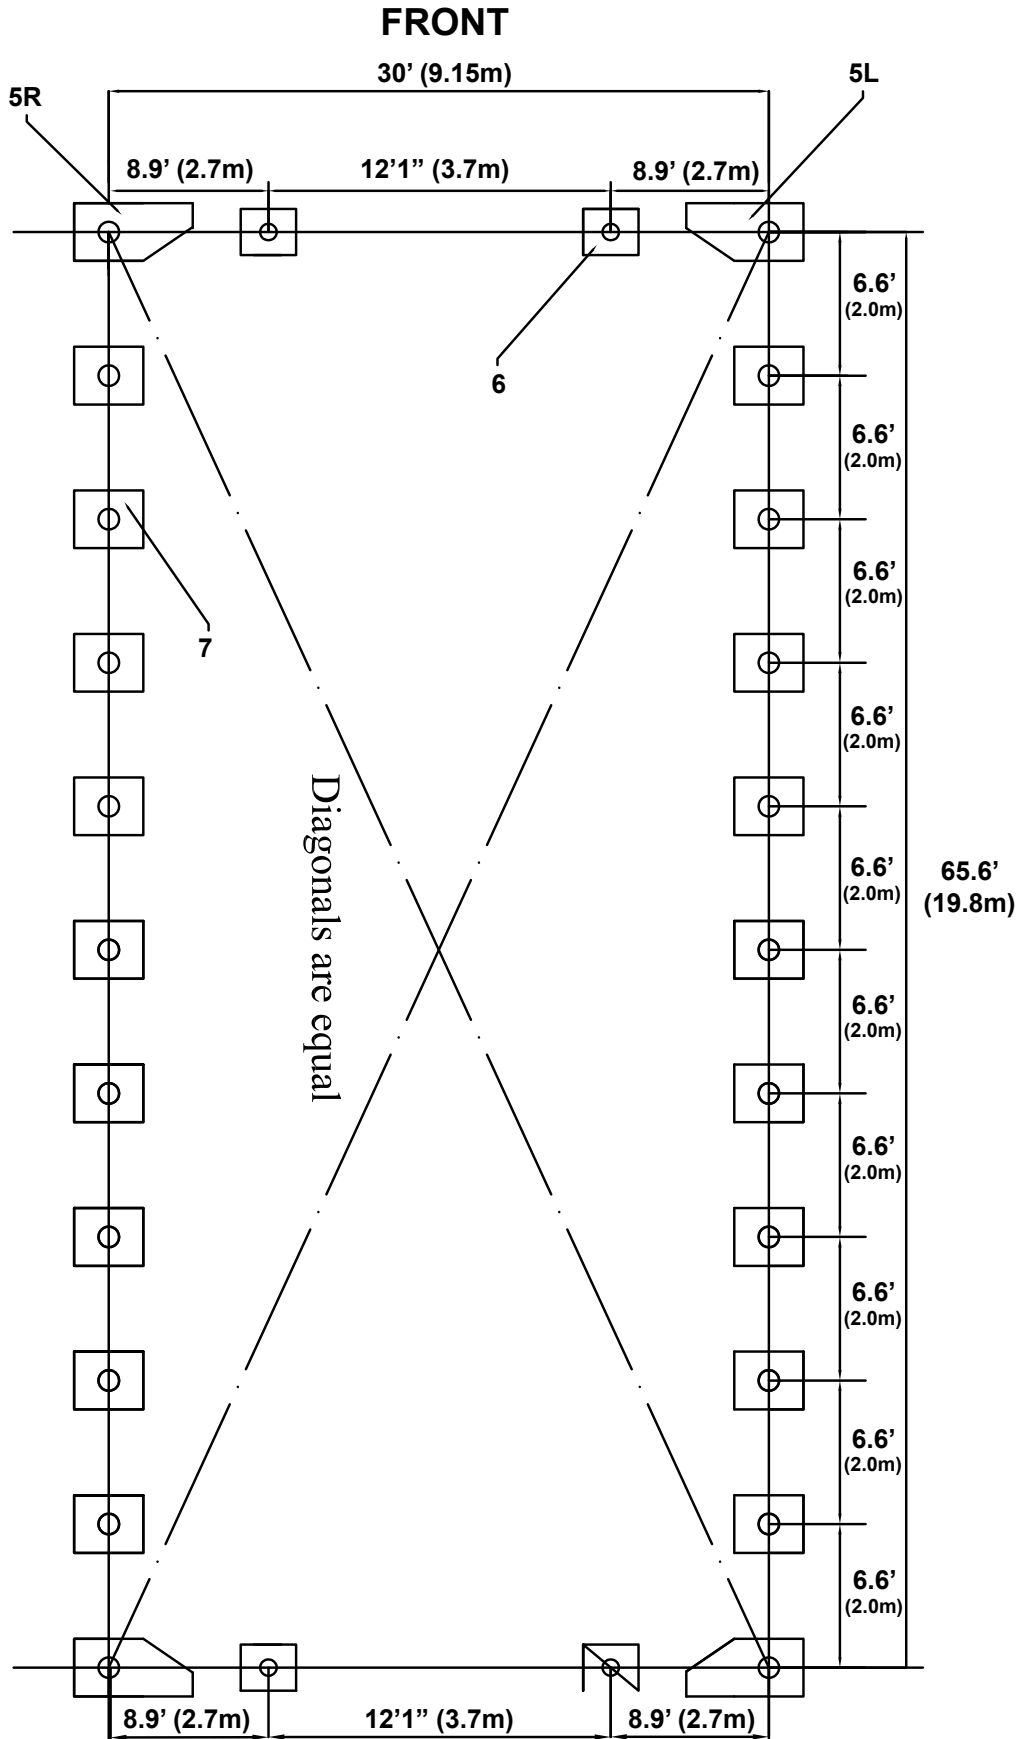 FRONT
30’ (9.15m)
5R
5L
8.9’ (2.7m)
12’1” (3.7m)
8.9’ (2.7m)
6.6’
(2.0m)
6
6.6’
(2.0m)
6.6’
(2.0m)
7
6.6’
(2.0m)
Diagonals are equal
6.6’
(2.0m)
65.6’
(19.8m)
6.6’
(2.0m)
6.6’
(2.0m)
6.6’
(2.0m)
6.6’
(2.0m)
6.6’
(2.0m)
8.9’ (2.7m)
12’1” (3.7m)
8.9’ (2.7m)